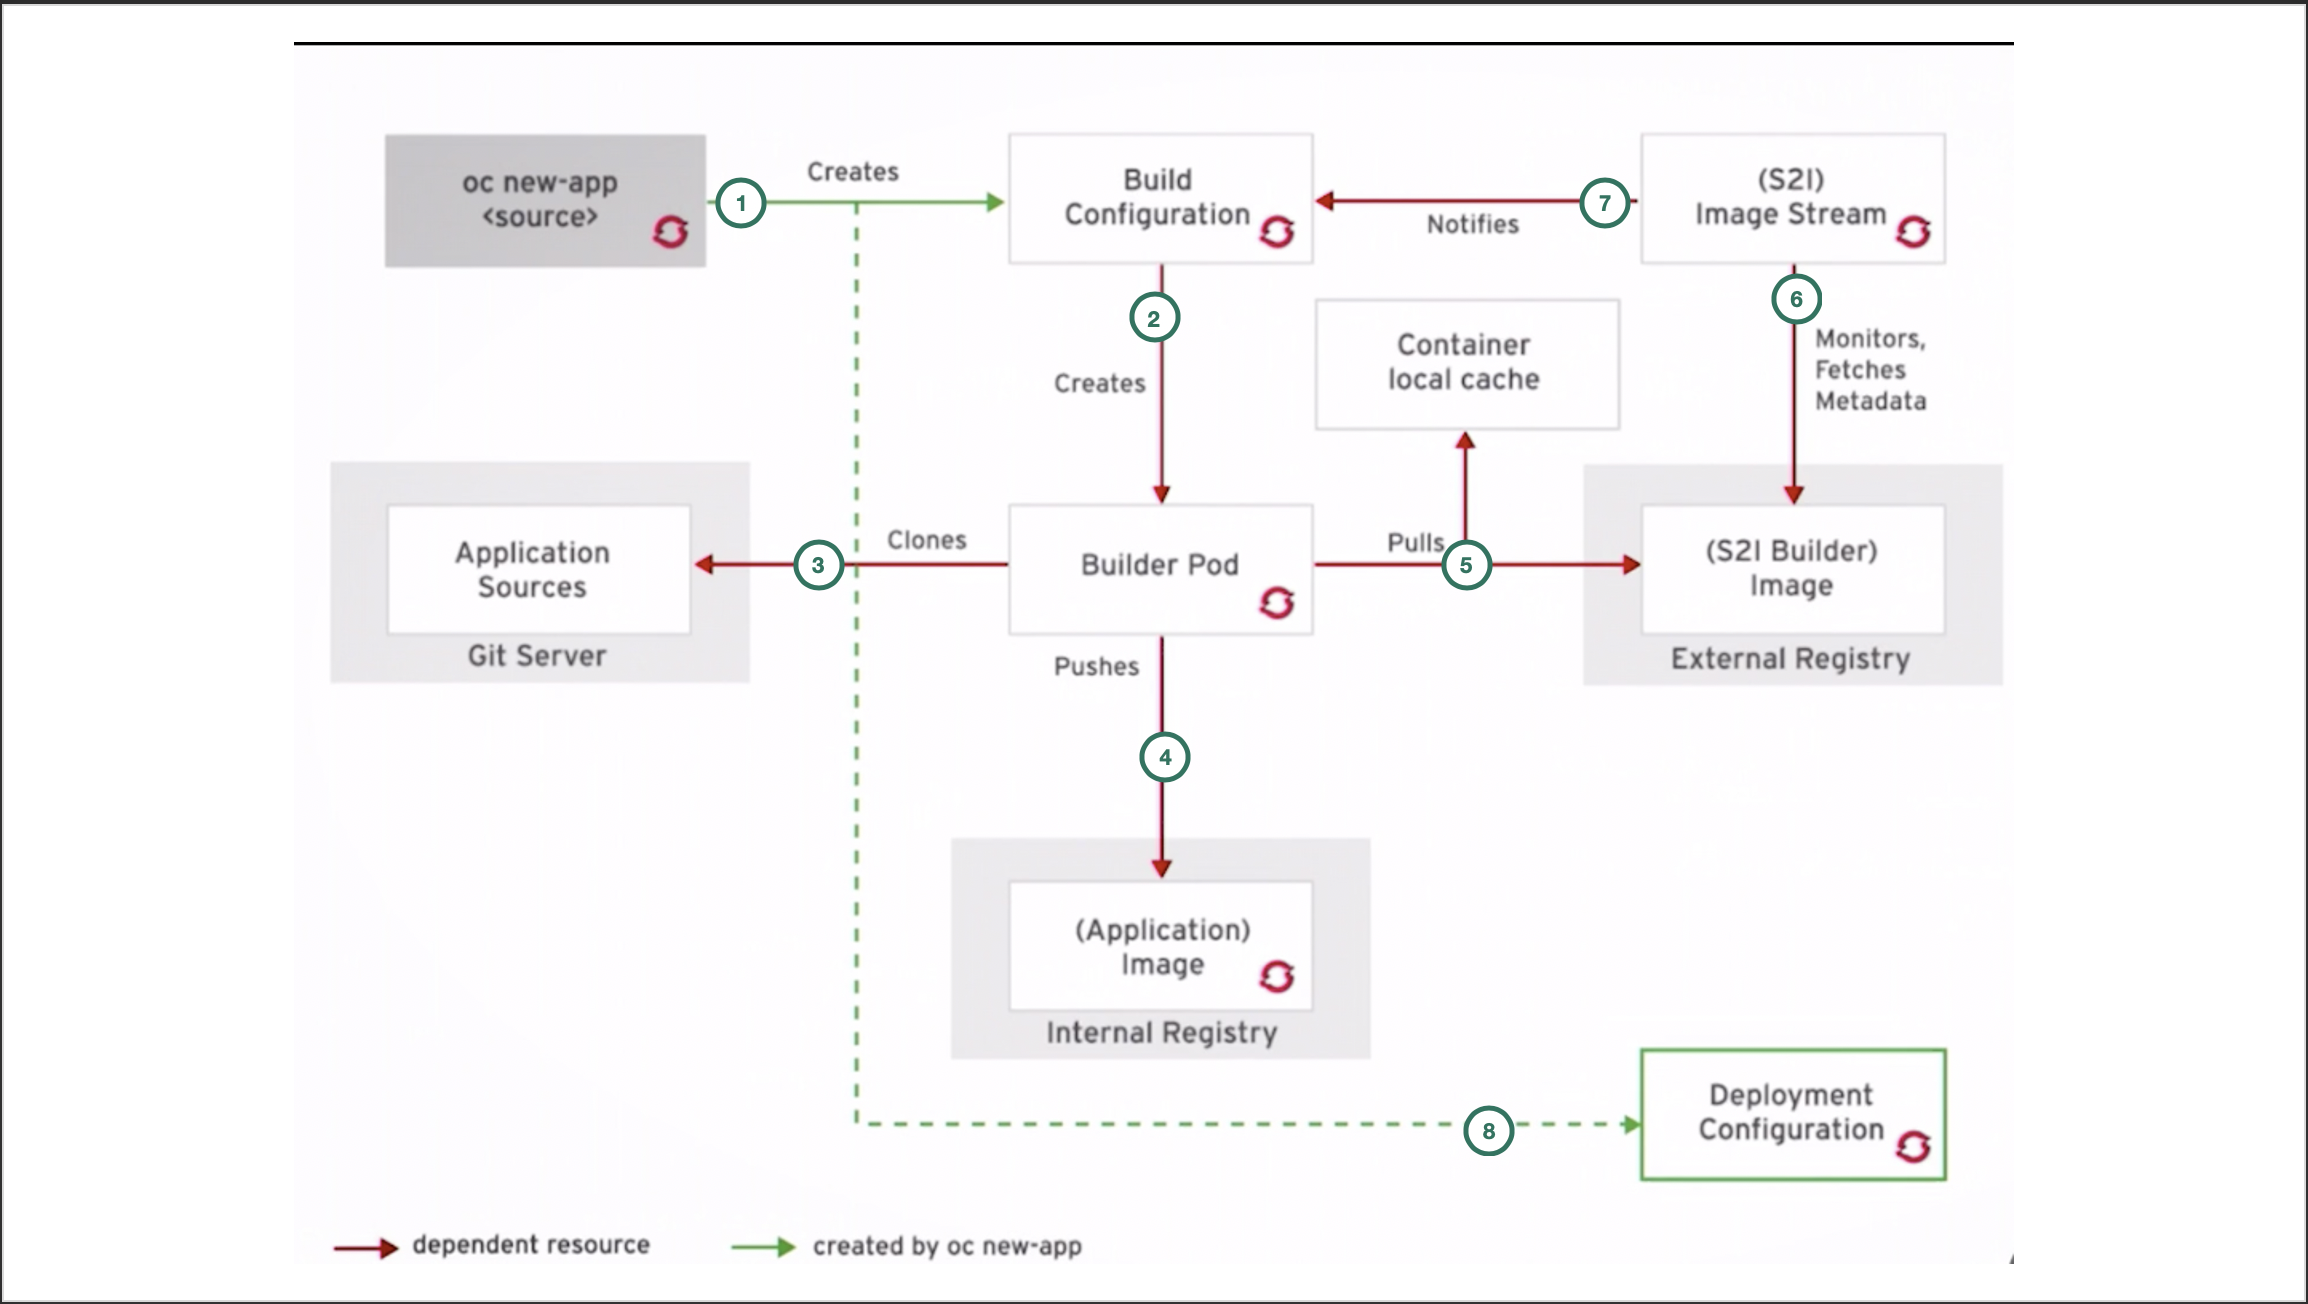 oc new-app
<source>
1
Creates
Build
Configuration
Notifies
7
(S2I)
Image Stream
2
Creates
Container
local cache
6
Monitors,
Fetches
Metadata
Application
Sources
Git Server
3
Clones
Builder Pod
Pulls
5
(S2I Builder)
Image
External Registry
Pushes
4
(Application)
Image
Internal Registry
8
Deployment
Configuration
dependent resource
created by oc new-app